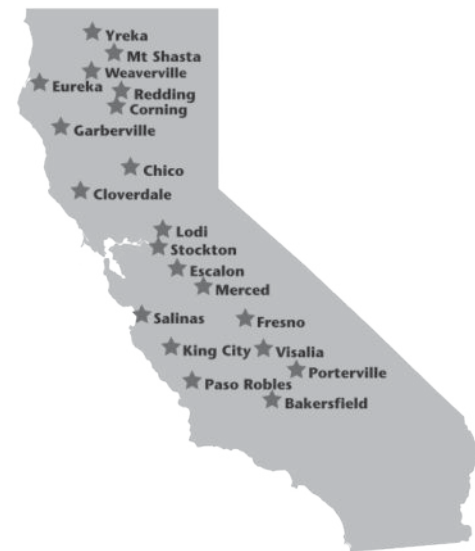 Yreka
Mt Shasta
Weaverville
Eureka
Redding
Corning
Garberville
Chico
Cloverdale
Lodi
Stockton
Escalon
Merced
Salinas
Fresno
King City
Visalia
Porterville
Paso Robles
Bakersfield